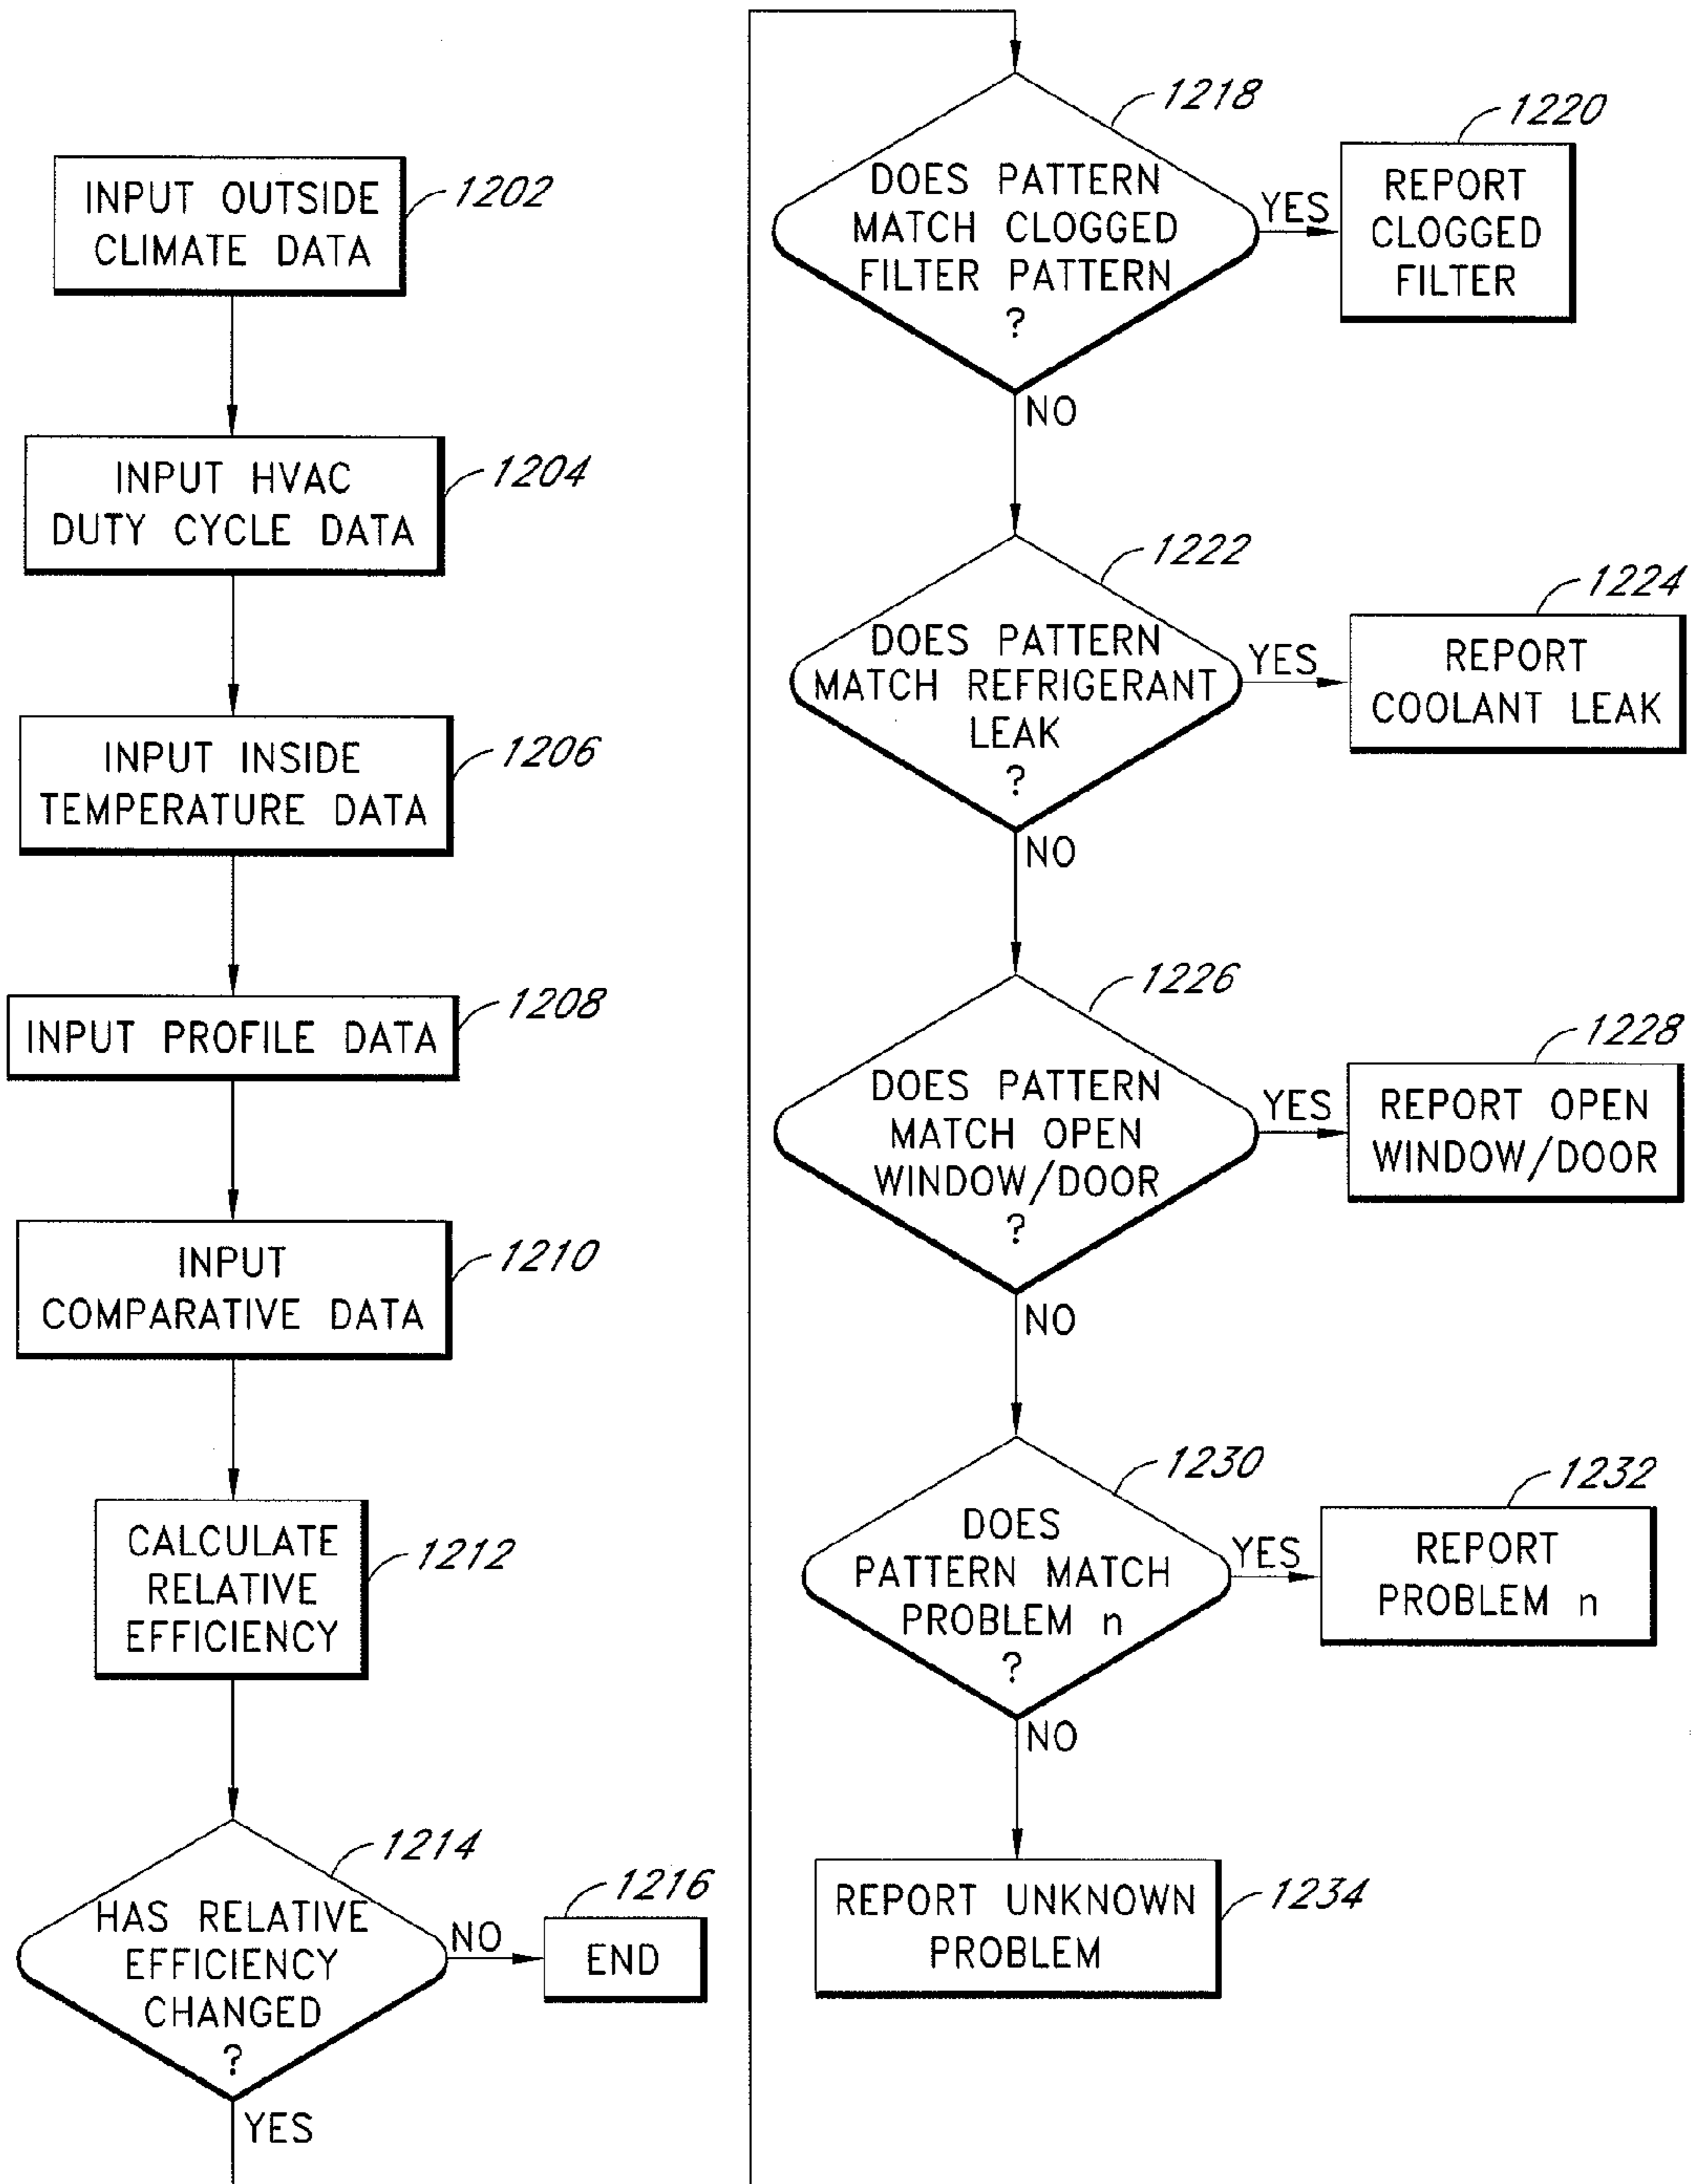 INPUT OUTSIDE
CLIMATE DATA
1202
INPUT HVAC
DUTY CYCLE DATA
1204
INPUT INSIDE
TEMPERATURE DATA
1206
INPUT PROFILE DATA
1208
INPUT
COMPARATIVE DATA
1210
CALCULATE
RELATIVE
EFFICIENCY
1212
HAS RELATIVE
EFFICIENCY
CHANGED
?
1214
NO
END
1216
YES
DOES PATTERN
MATCH CLOGGED
FILTER PATTERN
?
1218
YES
REPORT
CLOGGED
FILTER
1220
NO
DOES PATTERN
MATCH REFRIGERANT
LEAK
?
1222
YES
REPORT
COOLANT LEAK
1224
NO
DOES PATTERN
MATCH OPEN
WINDOW/DOOR
?
1226
YES
REPORT OPEN
WINDOW/DOOR
1228
NO
DOES
PATTERN MATCH
PROBLEM n
?
1230
YES
REPORT
PROBLEM n
1232
NO
REPORT UNKNOWN
PROBLEM
1234